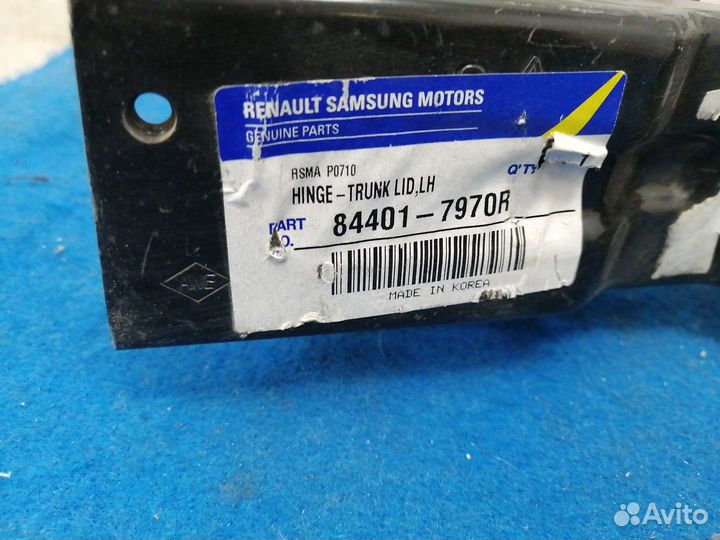 RENAULT SAMSUNG MOTORS
GENUINE PARTS
RSMA P0710
Q'TY
HINGE-TRUNK LID,LH
PART NO.
84401-7970R
MADE IN KOREA
Avito